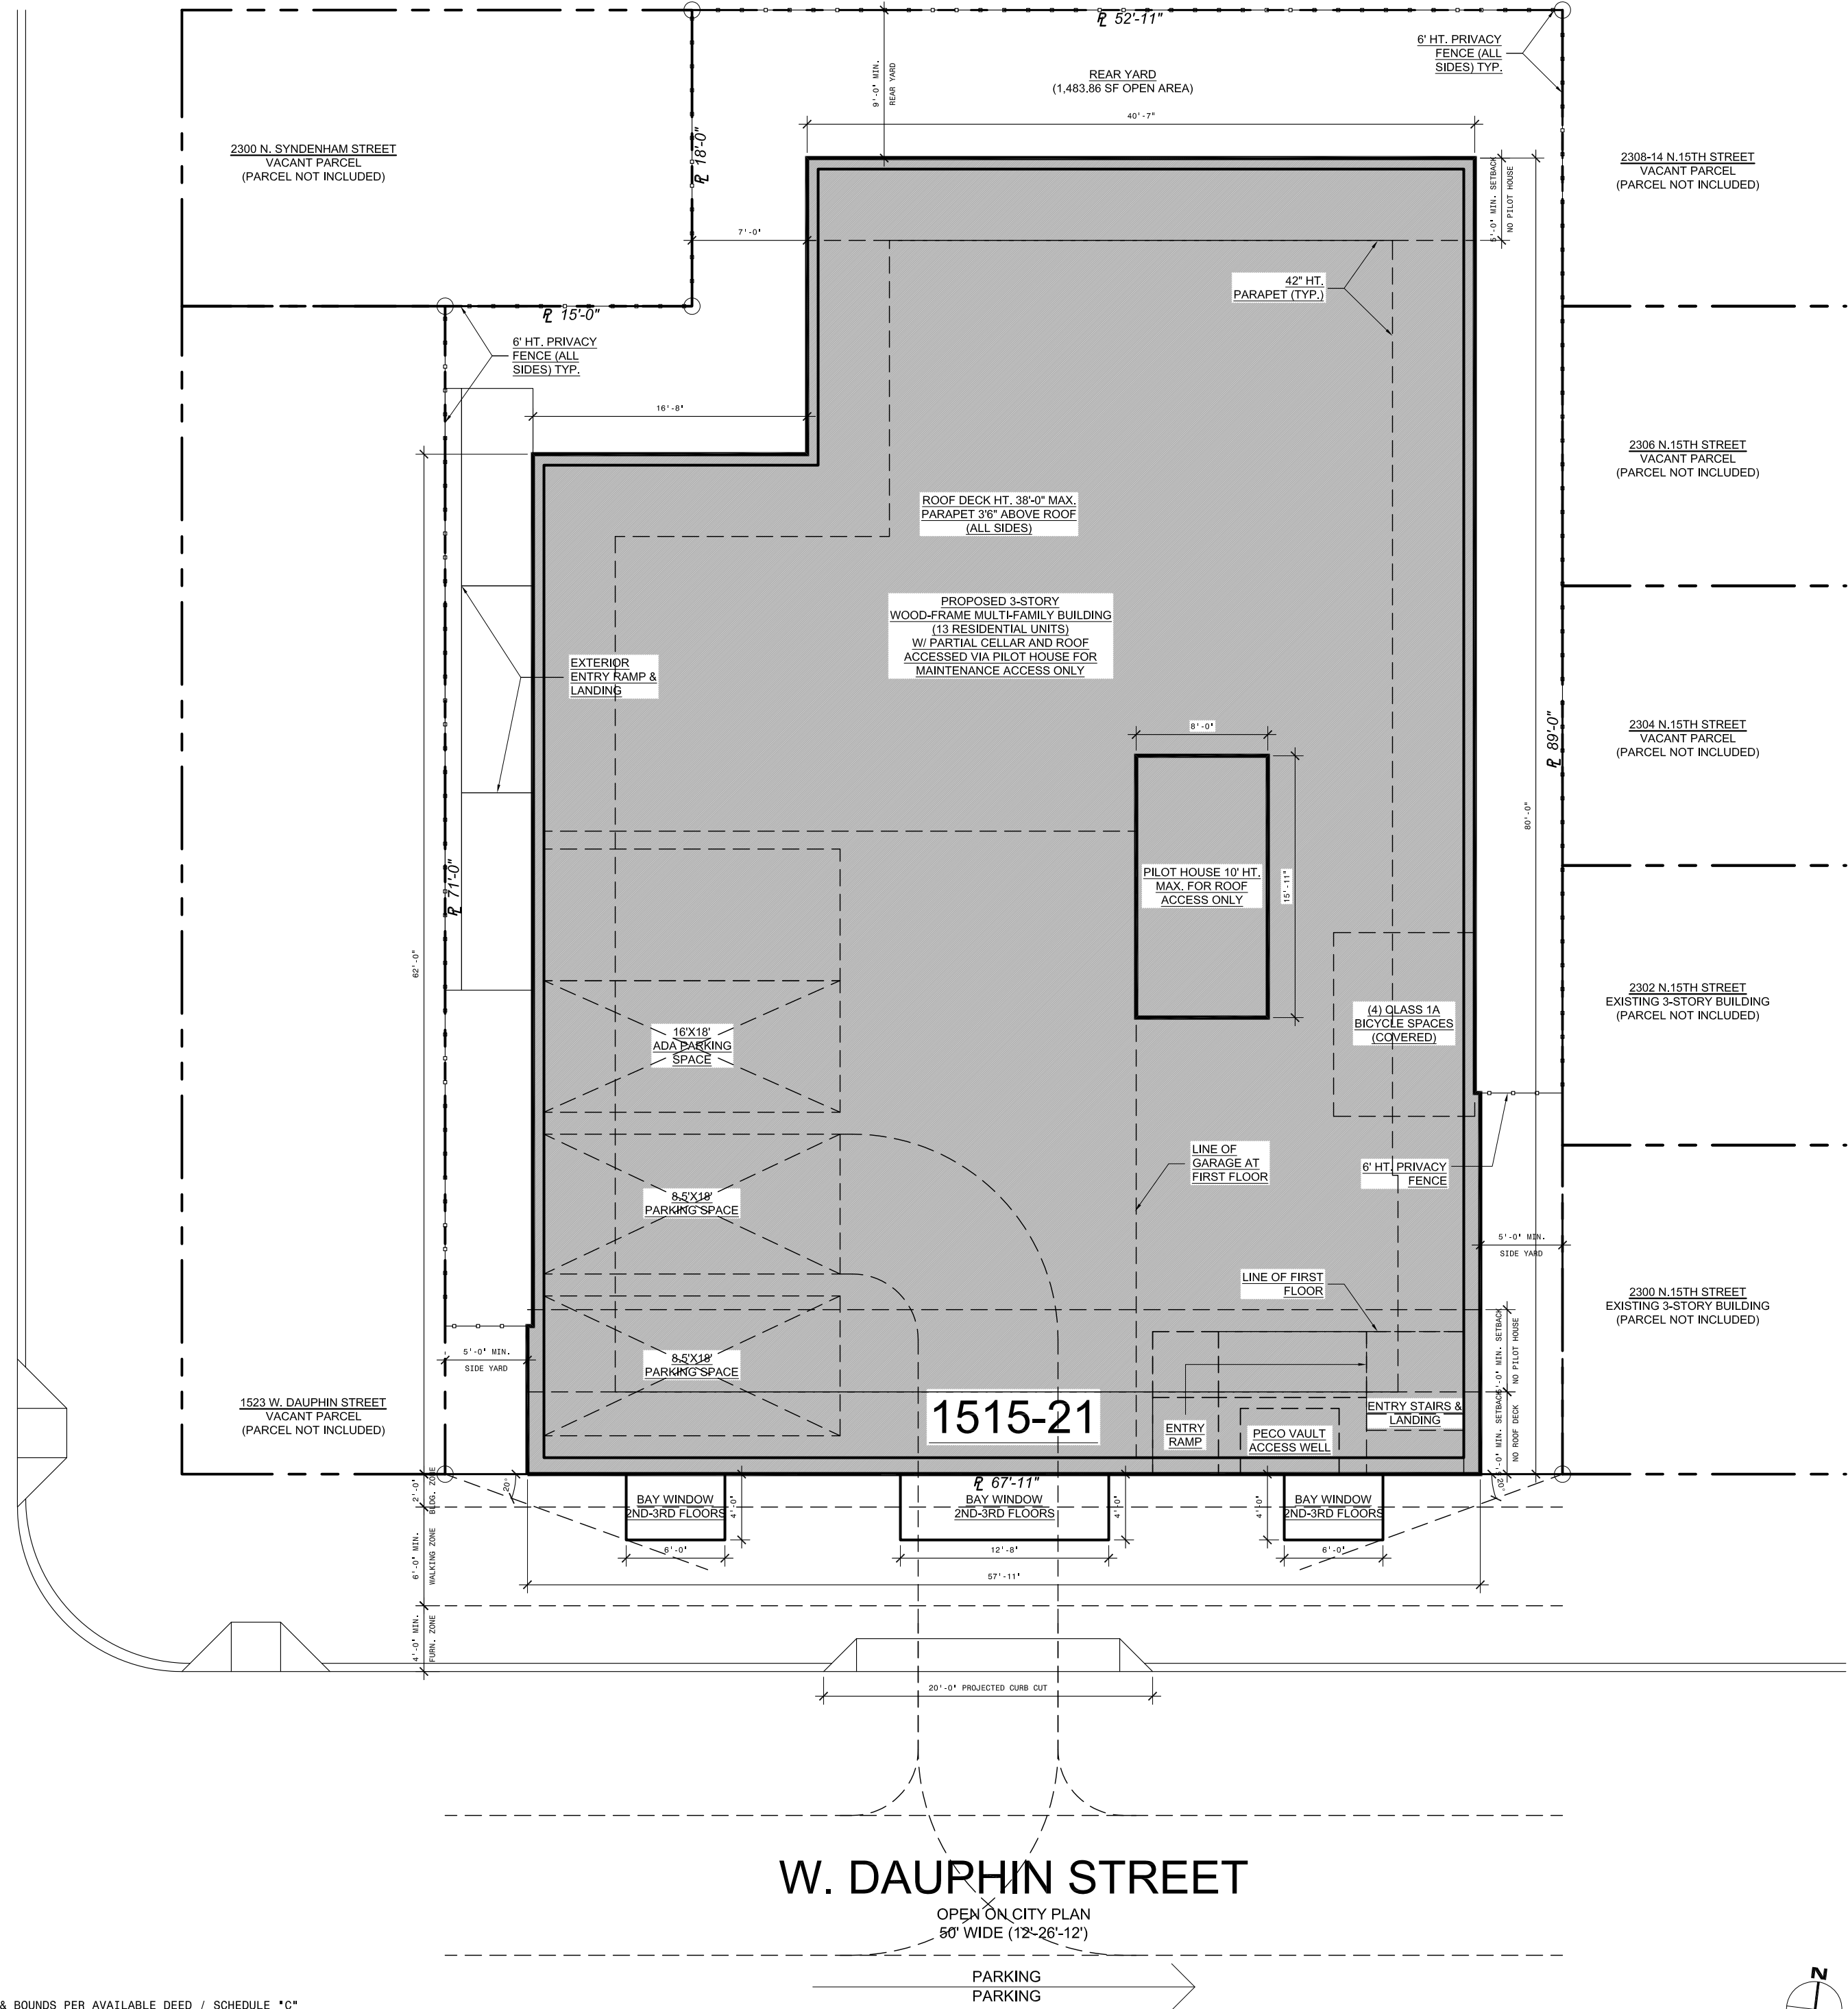 ℄ 52'-11"
6' HT. PRIVACY
FENCE (ALL
SIDES) TYP.
9'-0" MIN.
REAR YARD
REAR YARD
(1,483.86 SF OPEN AREA)
40'-7"
2300 N. SYNDENHAM STREET
VACANT PARCEL
(PARCEL NOT INCLUDED)
℄ 18'-0"
5'-0" MIN. SETBACK
NO PILOT HOUSE
2308-14 N.15TH STREET
VACANT PARCEL
(PARCEL NOT INCLUDED)
7'-0"
42" HT.
PARAPET (TYP.)
℄ 15'-0"
6' HT. PRIVACY
FENCE (ALL
SIDES) TYP.
16'-8"
2306 N.15TH STREET
VACANT PARCEL
(PARCEL NOT INCLUDED)
ROOF DECK HT. 38'-0" MAX.
PARAPET 3'6" ABOVE ROOF
(ALL SIDES)
PROPOSED 3-STORY
WOOD-FRAME MULTI-FAMILY BUILDING
(13 RESIDENTIAL UNITS)
W/ PARTIAL CELLAR AND ROOF
ACCESSED VIA PILOT HOUSE FOR
MAINTENANCE ACCESS ONLY
EXTERIOR
ENTRY RAMP &
LANDING
8'-0"
℄ 89'-0"
2304 N.15TH STREET
VACANT PARCEL
(PARCEL NOT INCLUDED)
80'-0"
℄ 71'-0"
62'-0"
PILOT HOUSE 10' HT.
MAX. FOR ROOF
ACCESS ONLY
15'-11"
2302 N.15TH STREET
EXISTING 3-STORY BUILDING
(PARCEL NOT INCLUDED)
16'X18'
ADA PARKING
SPACE
(4) CLASS 1A
BICYCLE SPACES
(COVERED)
LINE OF
GARAGE AT
FIRST FLOOR
6' HT. PRIVACY
FENCE
8.5'X18'
PARKING SPACE
5'-0" MIN.
SIDE YARD
LINE OF FIRST
FLOOR
2300 N.15TH STREET
EXISTING 3-STORY BUILDING
(PARCEL NOT INCLUDED)
5'-0" MIN.
SIDE YARD
8.5'X18'
PARKING SPACE
5'-0" MIN. SETBACK
NO PILOT HOUSE
5'-0" MIN. SETBACK
NO ROOF DECK
1523 W. DAUPHIN STREET
VACANT PARCEL
(PARCEL NOT INCLUDED)
1515-21
ENTRY
RAMP
PECO VAULT
ACCESS WELL
ENTRY STAIRS &
LANDING
℄ 67'-11"
20°
20°
2'-0"
BLDG. ZONE
BAY WINDOW
2ND-3RD FLOORS
4'-0"
BAY WINDOW
2ND-3RD FLOORS
4'-0"
4'-0"
BAY WINDOW
2ND-3RD FLOORS
6'-0"
12'-8"
6'-0"
6'-0" MIN.
WALKING ZONE
57'-11"
4'-0" MIN.
FURN. ZONE
20'-0" PROJECTED CURB CUT
W. DAUPHIN STREET
OPEN ON CITY PLAN
50' WIDE (12'-26'-12')
PARKING
PARKING
N
& BOUNDS PER AVAILABLE DEED / SCHEDULE "C"